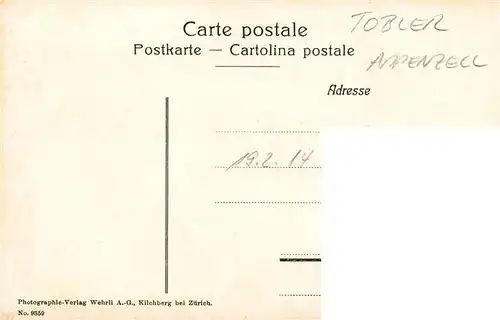 Carte postale
TOBLER
Postkarte — Cartolina postale
APPENZELL
Adresse
19.2.14
Photographie-Verlag Wehrli A.-G., Kilchberg bei Zürich.
No. 9359